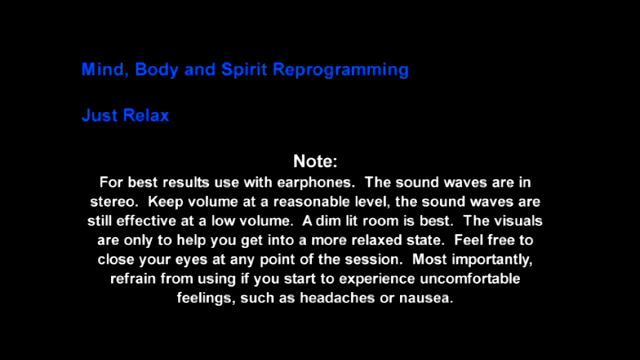 Mind, Body and Spirit Reprogramming
Just Relax
Note:
For best results use with earphones.  The sound waves are in
stereo.  Keep volume at a reasonable level, the sound waves are
still effective at a low volume.  A dim lit room is best.  The visuals
are only to help you get into a more relaxed state.  Feel free to
close your eyes at any point of the session.  Most importantly,
refrain from using if you start to experience uncomfortable
feelings, such as headaches or nausea.